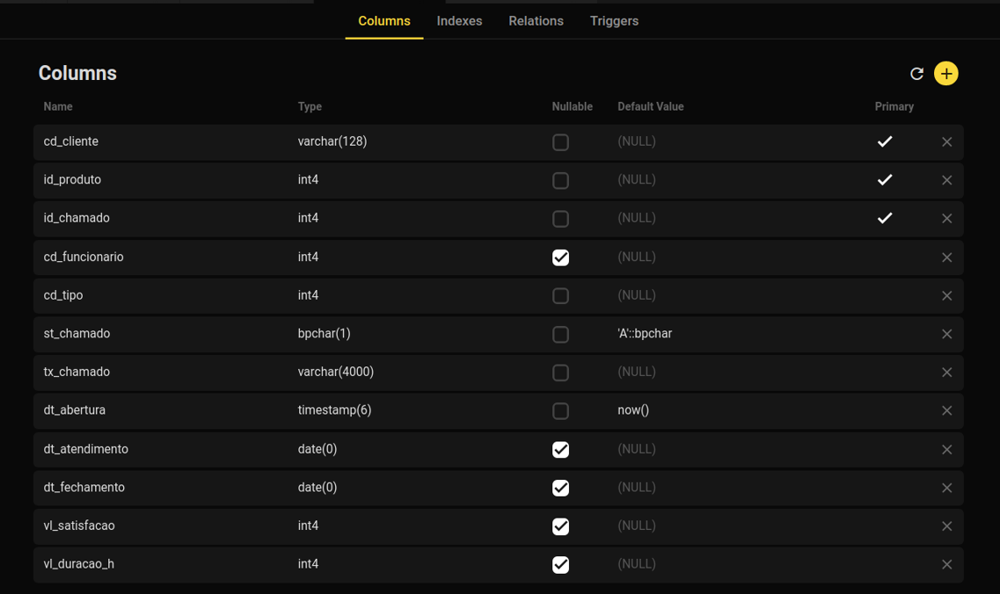 Columns Indexes Relations Triggers
Columns
Name Type Nullable Default Value Primary
cd_cliente varchar(128) (NULL)
id_produto int4 (NULL)
id_chamado int4 (NULL)
cd_funcionario int4 (NULL)
cd_tipo int4 (NULL)
st_chamado bpchar(1) 'A'::bpchar
tx_chamado varchar(4000) (NULL)
dt_abertura timestamp(6) now()
dt_atendimento date(0) (NULL)
dt_fechamento date(0) (NULL)
vl_satisfacao int4 (NULL)
vl_duracao_h int4 (NULL)